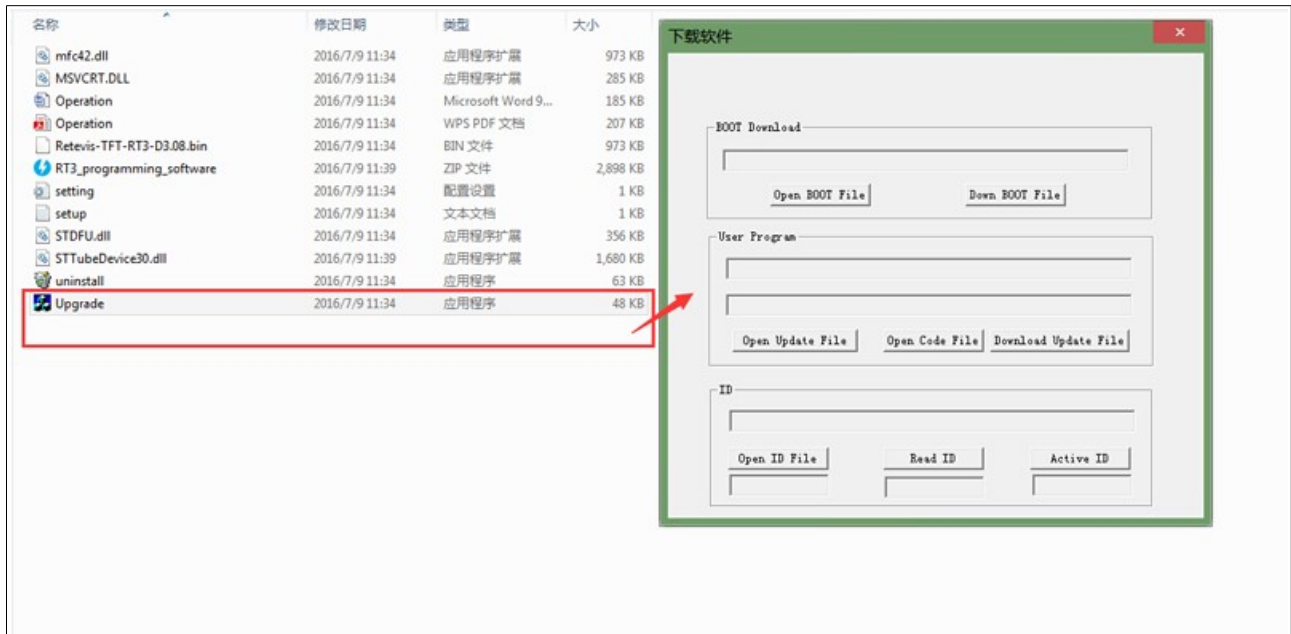 名称 修改日期 类型 大小
mfc42.dll 2016/7/9 11:34 应用程序扩展 973 KB
MSVCRT.DLL 2016/7/9 11:34 应用程序扩展 285 KB
Operation 2016/7/9 11:34 Microsoft Word 9... 185 KB
Operation 2016/7/9 11:34 WPS PDF 文档 207 KB
Retevis-TFT-RT3-D3.08.bin 2016/7/9 11:34 BIN 文件 973 KB
RT3_programming_software 2016/7/9 11:39 ZIP 文件 2,898 KB
setting 2016/7/9 11:34 配置设置 1 KB
setup 2016/7/9 11:34 文本文档 1 KB
STDFU.dll 2016/7/9 11:34 应用程序扩展 356 KB
STTubeDevice30.dll 2016/7/9 11:39 应用程序扩展 1,680 KB
uninstall 2016/7/9 11:34 应用程序 63 KB
Upgrade 2016/7/9 11:34 应用程序 48 KB
下载软件
BOOT Download
Open BOOT File Down BOOT File
User Program
Open Update File Open Code File Download Update File
ID
Open ID File Read ID Active ID